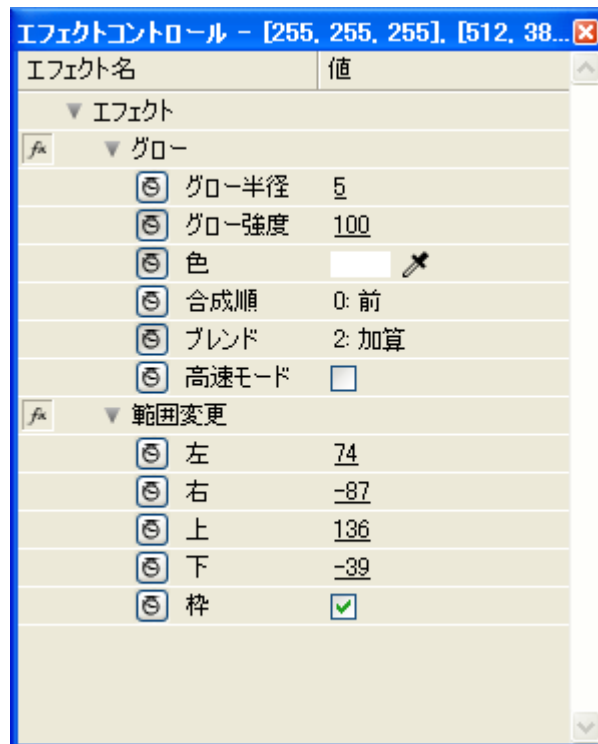 エフェクトコントロール - [255, 255, 255], [512, 38...
エフェクト名 値
エフェクト
fx グロー
グロー半径 5
グロー強度 100
色
合成順 0: 前
ブレンド 2: 加算
高速モード
fx 範囲変更
左 74
右 -87
上 136
下 -39
枠